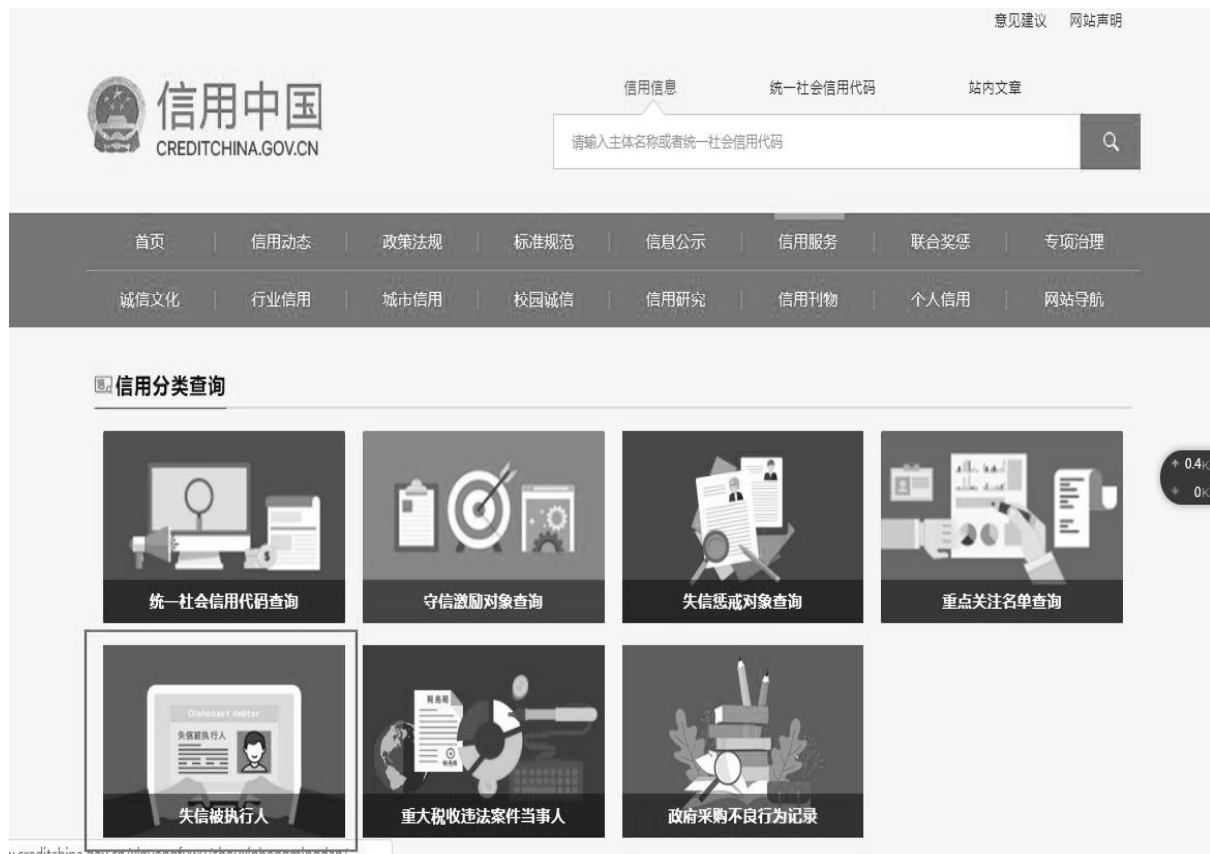 意见建议 网站声明
信用中国
CREDITCHINA.GOV.CN
信用信息 统一社会信用代码 站内文章
请输入主体名称或者统一社会信用代码
首页 信用动态 政策法规 标准规范 信息公示 信用服务 联合奖惩 专项治理
诚信文化 行业信用 城市信用 校园诚信 信用研究 信用刊物 个人信用 网站导航
信用分类查询
统一社会信用代码查询 守信激励对象查询 失信惩戒对象查询 重点关注名单查询
0.4K
0K
Dishonest debtor
失信被执行人
税务局
失信被执行人 重大税收违法案件当事人 政府采购不良行为记录